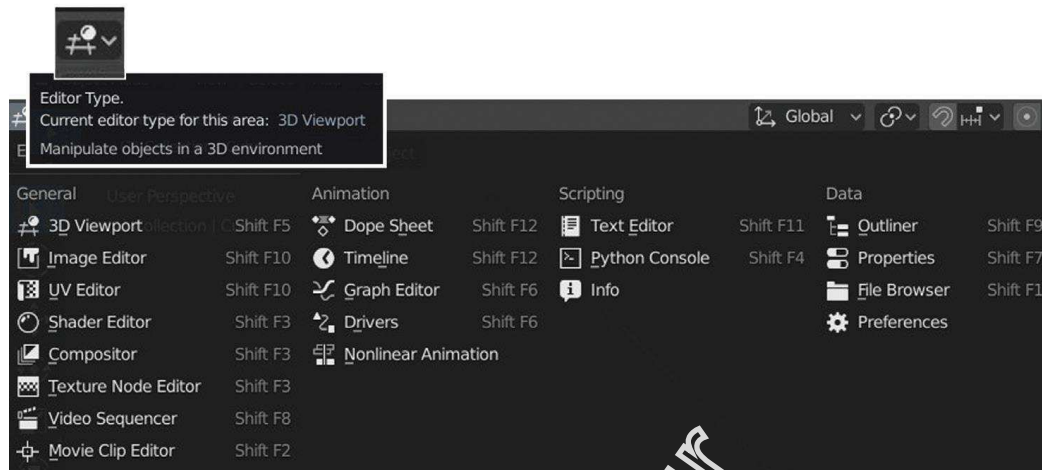 Editor Type.
Current editor type for this area: 3D Viewport
Manipulate objects in a 3D environment
Global
General
User Perspective
3D Viewport Shift F5
Image Editor Shift F10
UV Editor Shift F10
Shader Editor Shift F3
Compositor Shift F3
Texture Node Editor Shift F3
Video Sequencer Shift F8
Movie Clip Editor Shift F2
Animation
Dope Sheet Shift F12
Timeline Shift F12
Graph Editor Shift F6
Drivers Shift F6
Nonlinear Animation
Scripting
Text Editor Shift F11
Python Console Shift F4
Info
Data
Outliner Shift F9
Properties Shift F7
File Browser Shift F1
Preferences